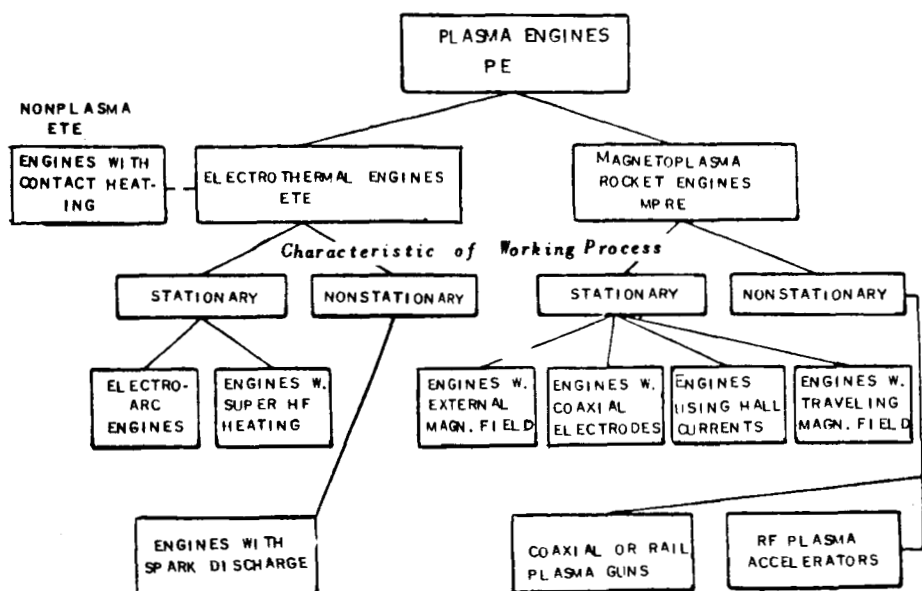 PLASMA ENGINES
PE
NONPLASMA
ETE
ENGINES WITH
CONTACT HEAT-
ING
ELECTROTHERMAL ENGINES
ETE
MAGNETOPLASMA
ROCKET ENGINES
MPRE
Characteristic of Working Process
STATIONARY
NONSTATIONARY
STATIONARY
NONSTATIONARY
ELECTRO-
ARC
ENGINES
ENGINES W.
SUPER HF
HEATING
ENGINES W.
EXTERNAL
MAGN. FIELD
ENGINES W.
COAXIAL
ELECTRODES
ENGINES
USING HALL
CURRENTS
ENGINES W.
TRAVELING
MAGN. FIELD
ENGINES WITH
SPARK DISCHARGE
COAXIAL OR RAIL
PLASMA GUNS
RF PLASMA
ACCELERATORS